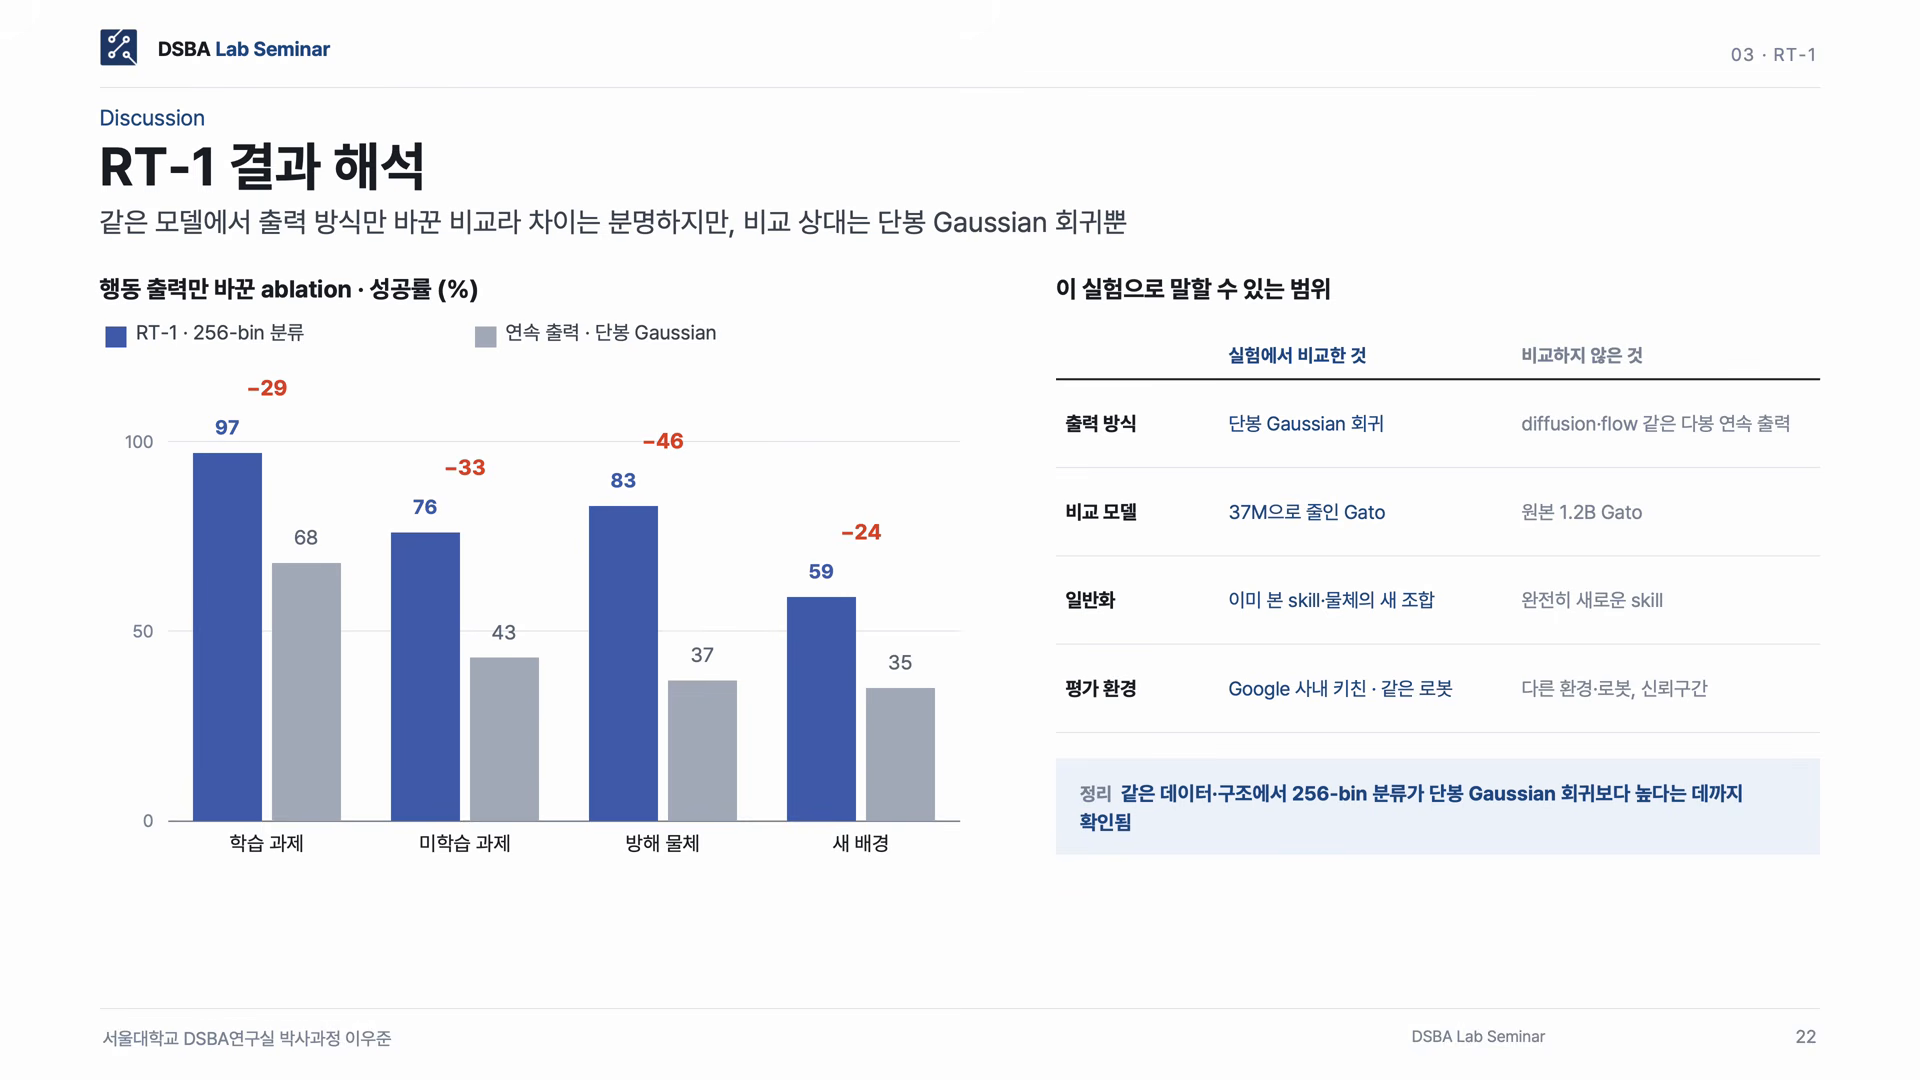 DSBA Lab Seminar
03 · RT-1
Discussion
RT-1 결과 해석
같은 모델에서 출력 방식만 바꾼 비교라 차이는 분명하지만, 비교 상대는 단봉 Gaussian 회귀뿐
행동 출력만 바꾼 ablation · 성공률 (%)
RT-1 · 256-bin 분류
연속 출력 · 단봉 Gaussian
100
50
0
−29
97
68
−33
76
43
−46
83
37
−24
59
35
학습 과제
미학습 과제
방해 물체
새 배경
이 실험으로 말할 수 있는 범위
실험에서 비교한 것
비교하지 않은 것
출력 방식
단봉 Gaussian 회귀
diffusion·flow 같은 다봉 연속 출력
비교 모델
37M으로 줄인 Gato
원본 1.2B Gato
일반화
이미 본 skill·물체의 새 조합
완전히 새로운 skill
평가 환경
Google 사내 키친 · 같은 로봇
다른 환경·로봇, 신뢰구간
정리 같은 데이터·구조에서 256-bin 분류가 단봉 Gaussian 회귀보다 높다는 데까지
확인됨
서울대학교 DSBA연구실 박사과정 이우준
DSBA Lab Seminar
22